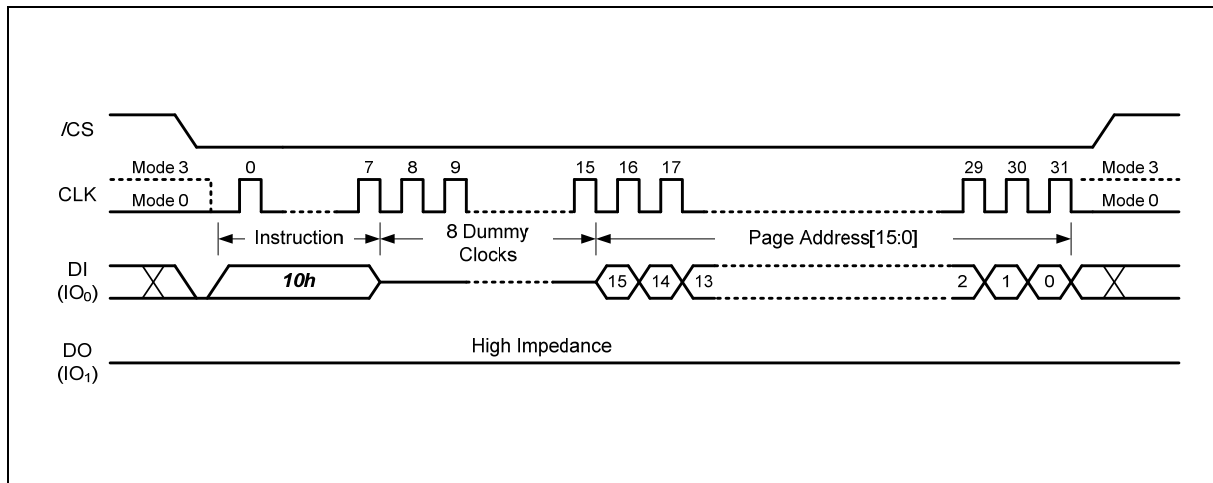 /CS
Mode 3 0 7 8 9 15 16 17 29 30 31 Mode 3
CLK
Mode 0 Mode 0
Instruction 8 Dummy Clocks Page Address[15:0]
DI (IO₀) 10h 15 14 13 2 1 0
High Impedance
DO
(IO₁)